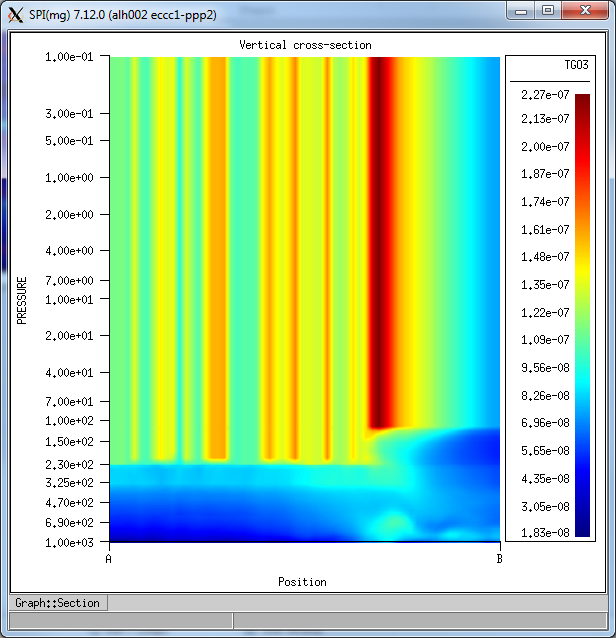 SPI(mg) 7.12.0 (alh002 eccc1-ppp2)
Vertical cross-section
TGO3
PRESSURE
1.00e-01
3.00e-01
5.00e-01
1.00e+00
2.00e+00
4.00e+00
7.00e+00
1.00e+01
2.00e+01
4.00e+01
7.00e+01
1.00e+02
1.50e+02
2.30e+02
3.25e+02
4.70e+02
6.90e+02
1.00e+03
2.27e-07
2.13e-07
2.00e-07
1.87e-07
1.74e-07
1.61e-07
1.48e-07
1.35e-07
1.22e-07
1.09e-07
9.56e-08
8.26e-08
6.96e-08
5.65e-08
4.35e-08
3.05e-08
1.83e-08
A
B
Position
Graph::Section